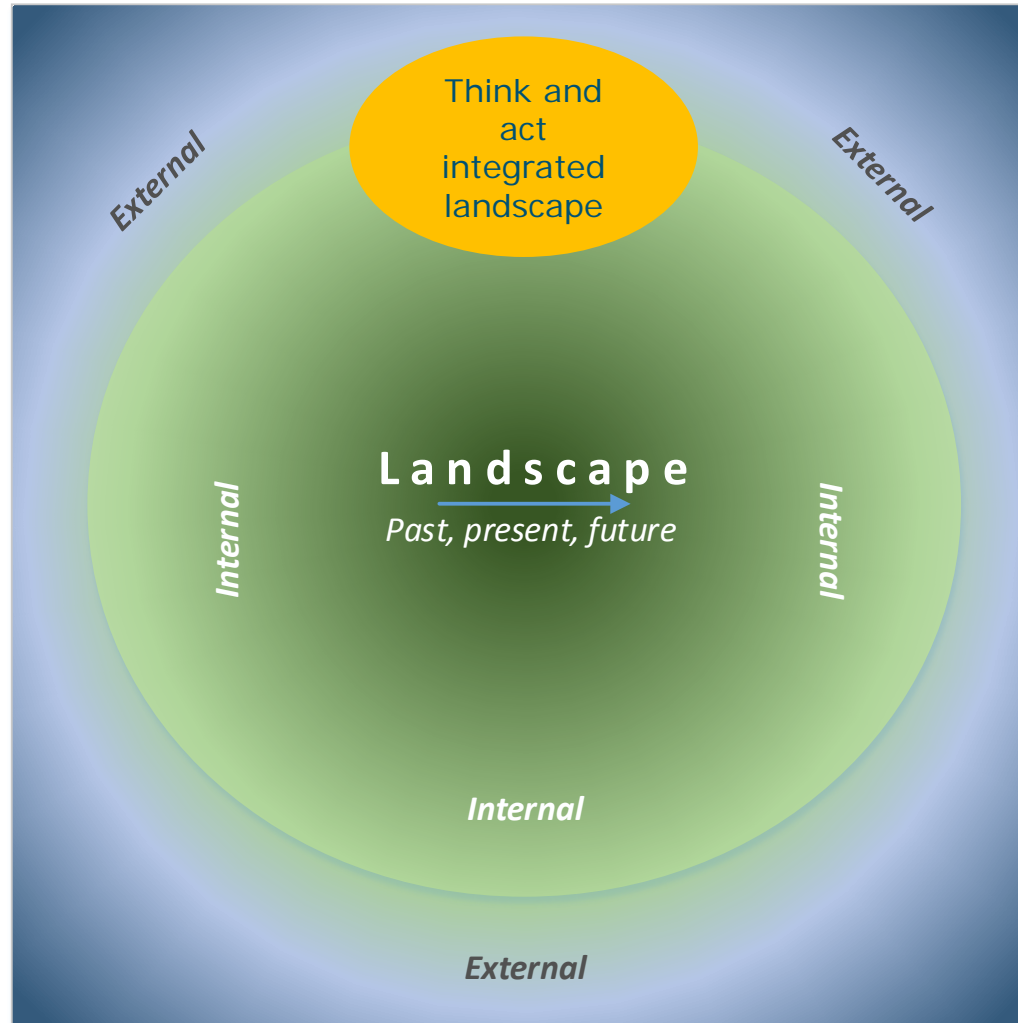 Think and
act
integrated
landscape
External
External
Landscape
Past, present, future
Internal
Internal
Internal
External